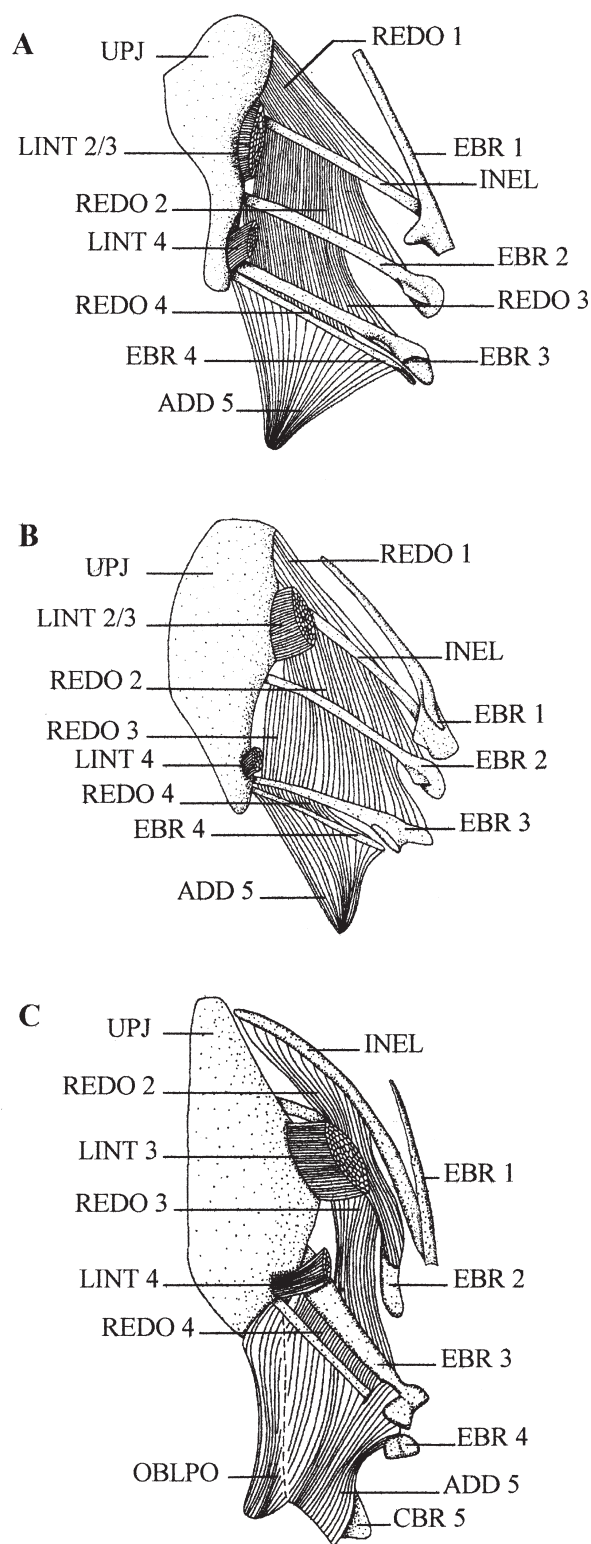 A
UPJ
REDO 1
LINT 2/3
EBR 1
INEL
REDO 2
LINT 4
EBR 2
REDO 4
REDO 3
EBR 4
EBR 3
ADD 5
B
UPJ
REDO 1
LINT 2/3
INEL
REDO 2
EBR 1
REDO 3
LINT 4
EBR 2
REDO 4
EBR 4
EBR 3
ADD 5
C
UPJ
INEL
REDO 2
LINT 3
EBR 1
REDO 3
LINT 4
EBR 2
REDO 4
EBR 3
EBR 4
OBLPO
ADD 5
CBR 5